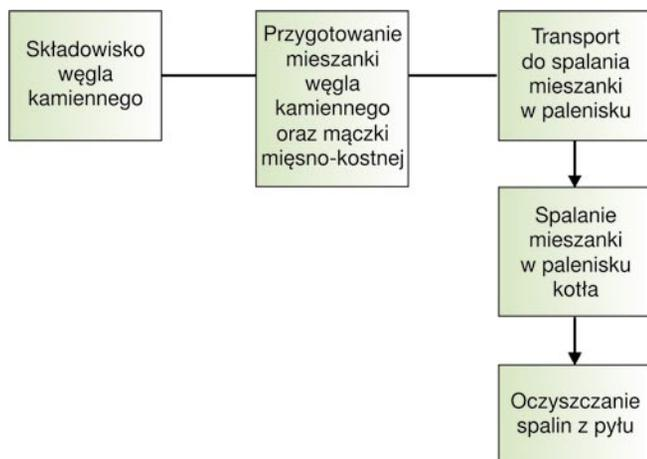 Składowisko
węgla
kamiennego
Przygotowanie
mieszanki
węgla
kamiennego
oraz mączki
mięsno-kostnej
Transport
do spalania
mieszanki
w palenisku
Spalanie
mieszanki
w palenisku
kotła
Oczyszczanie
spalin z pyłu